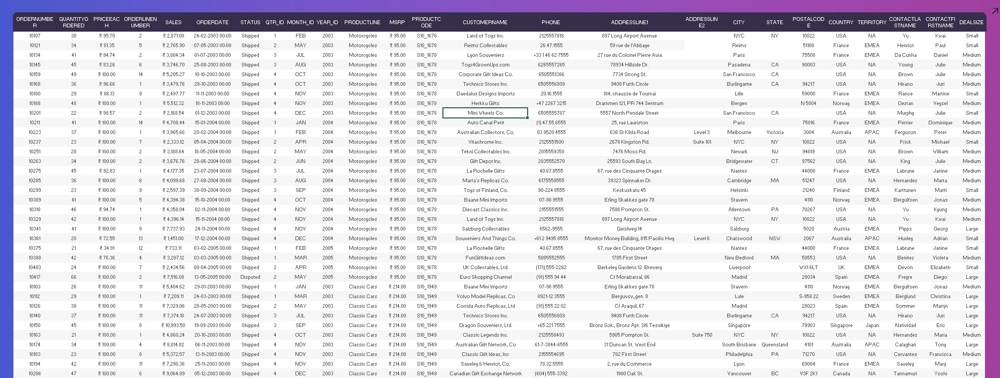 ORDERNUMBER QUANTITYORDERED PRICEEACH ORDERLINENUMBER SALES ORDERDATE STATUS QTR_ID MONTH_ID YEAR_ID PRODUCTLINE MSRP PRODUCTCODE CUSTOMERNAME PHONE ADDRESSLINE1 ADDRESSLINE2 CITY STATE POSTALCODE COUNTRY TERRITORY CONTACTLASTNAME CONTACTFIRSTNAME DEALSIZE
10107 30 ₹ 95.70 2 ₹ 2,871.00 24-02-2003 00:00 Shipped 1 FEB 2003 Motorcycles ₹ 95.00 S10_1678 Land of Toys Inc. 2125557818 897 Long Airport Avenue NYC NY 10022 USA NA Yu Kwai Small
10121 34 ₹ 81.35 5 ₹ 2,765.90 07-05-2003 00:00 Shipped 2 MAY 2003 Motorcycles ₹ 95.00 S10_1678 Reims Collectables 26.47.1555 59 rue de l'Abbaye Reims 51100 France EMEA Henriot Paul Small
10134 41 ₹ 94.74 2 ₹ 3,884.34 01-07-2003 00:00 Shipped 3 JUL 2003 Motorcycles ₹ 95.00 S10_1678 Lyon Souveniers +33 1 46 62 7555 27 rue du Colonel Pierre Avia Paris 75508 France EMEA Da Cunha Daniel Medium
10145 45 ₹ 83.26 6 ₹ 3,746.70 25-08-2003 00:00 Shipped 3 AUG 2003 Motorcycles ₹ 95.00 S10_1678 Toys4GrownUps.com 6265557265 78934 Hillside Dr. Pasadena CA 90003 USA NA Young Julie Medium
10159 49 ₹ 100.00 14 ₹ 5,205.27 10-10-2003 00:00 Shipped 4 OCT 2003 Motorcycles ₹ 95.00 S10_1678 Corporate Gift Ideas Co. 6505551386 7734 Strong St. San Francisco CA USA NA Brown Julie Medium
10168 36 ₹ 96.66 1 ₹ 3,479.76 28-10-2003 00:00 Shipped 4 OCT 2003 Motorcycles ₹ 95.00 S10_1678 Technics Stores Inc. 6505556809 9408 Furth Circle Burlingame CA 94217 USA NA Hirano Juri Medium
10180 29 ₹ 86.13 9 ₹ 2,497.77 11-11-2003 00:00 Shipped 4 NOV 2003 Motorcycles ₹ 95.00 S10_1678 Daedalus Designs Imports 20.16.1555 184, chausse de Tournai Lille 59000 France EMEA Rance Martine Small
10188 48 ₹ 100.00 1 ₹ 5,512.32 18-11-2003 00:00 Shipped 4 NOV 2003 Motorcycles ₹ 95.00 S10_1678 Herkku Gifts +47 2267 3215 Drammen 121, PR 744 Sentrum Bergen N 5804 Norway EMEA Oeztan Veysel Medium
10201 22 ₹ 98.57 2 ₹ 2,168.54 01-12-2003 00:00 Shipped 4 DEC 2003 Motorcycles ₹ 95.00 S10_1678 Mini Wheels Co. 6505555787 5557 North Pendale Street San Francisco CA USA NA Murphy Julie Small
10211 41 ₹ 100.00 14 ₹ 4,708.44 15-01-2004 00:00 Shipped 1 JAN 2004 Motorcycles ₹ 95.00 S10_1678 Auto Canal Petit (1) 47.55.6555 25, rue Lauriston Paris 75016 France EMEA Perrier Dominique Medium
10223 37 ₹ 100.00 1 ₹ 3,965.66 20-02-2004 00:00 Shipped 1 FEB 2004 Motorcycles ₹ 95.00 S10_1678 Australian Collectors, Co. 03 9520 4555 636 St Kilda Road Level 3 Melbourne Victoria 3004 Australia APAC Ferguson Peter Medium
10237 23 ₹ 100.00 7 ₹ 2,333.12 05-04-2004 00:00 Shipped 2 APR 2004 Motorcycles ₹ 95.00 S10_1678 Vitachrome Inc. 2125551500 2678 Kingston Rd. Suite 101 NYC NY 10022 USA NA Frick Michael Small
10251 28 ₹ 100.00 2 ₹ 3,188.64 18-05-2004 00:00 Shipped 2 MAY 2004 Motorcycles ₹ 95.00 S10_1678 Tekni Collectables Inc. 2015559350 7476 Moss Rd. Newark NJ 94019 USA NA Brown William Medium
10263 34 ₹ 100.00 2 ₹ 3,676.76 28-06-2004 00:00 Shipped 2 JUN 2004 Motorcycles ₹ 95.00 S10_1678 Gift Depot Inc. 2035552570 25593 South Bay Ln. Bridgewater CT 97562 USA NA King Julie Medium
10275 45 ₹ 92.83 1 ₹ 4,177.35 23-07-2004 00:00 Shipped 3 JUL 2004 Motorcycles ₹ 95.00 S10_1678 La Rochelle Gifts 40.67.8555 67, rue des Cinquante Otages Nantes 44000 France EMEA Labrune Janine Medium
10285 36 ₹ 100.00 6 ₹ 4,099.68 27-08-2004 00:00 Shipped 3 AUG 2004 Motorcycles ₹ 95.00 S10_1678 Marta's Replicas Co. 6175558555 39323 Spinnaker Dr. Cambridge MA 51247 USA NA Hernandez Marta Medium
10299 23 ₹ 100.00 9 ₹ 2,597.39 30-09-2004 00:00 Shipped 3 SEP 2004 Motorcycles ₹ 95.00 S10_1678 Toys of Finland, Co. 90-224 8555 Keskuskatu 45 Helsinki 21240 Finland EMEA Karttunen Matti Small
10309 41 ₹ 100.00 5 ₹ 4,394.38 15-10-2004 00:00 Shipped 4 OCT 2004 Motorcycles ₹ 95.00 S10_1678 Baane Mini Imports 07-98 9555 Erling Skakkes gate 78 Stavern 4110 Norway EMEA Bergulfsen Jonas Medium
10318 46 ₹ 94.74 1 ₹ 4,358.04 02-11-2004 00:00 Shipped 4 NOV 2004 Motorcycles ₹ 95.00 S10_1678 Diecast Classics Inc. 2155551555 7586 Pompton St. Allentown PA 70267 USA NA Yu Kyung Medium
10329 42 ₹ 100.00 1 ₹ 4,396.14 15-11-2004 00:00 Shipped 4 NOV 2004 Motorcycles ₹ 95.00 S10_1678 Land of Toys Inc. 2125557818 897 Long Airport Avenue NYC NY 10022 USA NA Yu Kwai Medium
10341 41 ₹ 100.00 9 ₹ 7,737.93 24-11-2004 00:00 Shipped 4 NOV 2004 Motorcycles ₹ 95.00 S10_1678 Salzburg Collectables 6562-9555 Geislweg 14 Salzburg 5020 Austria EMEA Pipps Georg Large
10361 20 ₹ 72.55 13 ₹ 1,451.00 17-12-2004 00:00 Shipped 4 DEC 2004 Motorcycles ₹ 95.00 S10_1678 Souveniers And Things Co. +61 2 9495 8555 Monitor Money Building, 815 Pacific Hwy Level 6 Chatswood NSW 2067 Australia APAC Huxley Adrian Small
10375 21 ₹ 34.91 12 ₹ 733.11 03-02-2005 00:00 Shipped 1 FEB 2005 Motorcycles ₹ 95.00 S10_1678 La Rochelle Gifts 40.67.8555 67, rue des Cinquante Otages Nantes 44000 France EMEA Labrune Janine Small
10388 42 ₹ 76.36 4 ₹ 3,207.12 03-03-2005 00:00 Shipped 1 MAR 2005 Motorcycles ₹ 95.00 S10_1678 FunGiftIdeas.com 5085552555 1785 First Street New Bedford MA 50553 USA NA Benitez Violeta Medium
10403 24 ₹ 100.00 7 ₹ 2,434.56 08-04-2005 00:00 Shipped 2 APR 2005 Motorcycles ₹ 95.00 S10_1678 UK Collectables, Ltd. (171) 555-2282 Berkeley Gardens 12 Brewery Liverpool WX1 6LT UK EMEA Devon Elizabeth Small
10417 66 ₹ 100.00 2 ₹ 7,516.08 13-05-2005 00:00 Disputed 2 MAY 2005 Motorcycles ₹ 95.00 S10_1678 Euro Shopping Channel (91) 555 94 44 C/ Moralzarzal, 86 Madrid 28034 Spain EMEA Freyre Diego Large
10103 26 ₹ 100.00 11 ₹ 5,404.62 29-01-2003 00:00 Shipped 1 JAN 2003 Classic Cars ₹ 214.00 S10_1949 Baane Mini Imports 07-98 9555 Erling Skakkes gate 78 Stavern 4110 Norway EMEA Bergulfsen Jonas Medium
10112 29 ₹ 100.00 1 ₹ 7,209.11 24-03-2003 00:00 Shipped 1 MAR 2003 Classic Cars ₹ 214.00 S10_1949 Volvo Model Replicas, Co 0921-12 3555 Berguvsv„gen 8 Lule S-958 22 Sweden EMEA Berglund Christina Large
10126 38 ₹ 100.00 11 ₹ 7,329.06 28-05-2003 00:00 Shipped 2 MAY 2003 Classic Cars ₹ 214.00 S10_1949 Corrida Auto Replicas, Ltd (91) 555 22 82 C/ Araquil, 67 Madrid 28023 Spain EMEA Sommer Martjn Large
10140 37 ₹ 100.00 11 ₹ 7,374.10 24-07-2003 00:00 Shipped 3 JUL 2003 Classic Cars ₹ 214.00 S10_1949 Technics Stores Inc. 6505556809 9408 Furth Circle Burlingame CA 94217 USA NA Hirano Juri Large
10150 45 ₹ 100.00 8 ₹ 10,993.50 19-09-2003 00:00 Shipped 3 SEP 2003 Classic Cars ₹ 214.00 S10_1949 Dragon Souveniers, Ltd. +65 221 7555 Bronz Sok., Bronz Apt. 3/6 Tesvikiye Singapore 79903 Singapore Japan Natividad Eric Large
10163 21 ₹ 100.00 1 ₹ 4,860.24 20-10-2003 00:00 Shipped 4 OCT 2003 Classic Cars ₹ 214.00 S10_1949 Classic Legends Inc. 2125558493 5905 Pompton St. Suite 750 NYC NY 10022 USA NA Hernandez Maria Medium
10174 34 ₹ 100.00 4 ₹ 8,014.82 06-11-2003 00:00 Shipped 4 NOV 2003 Classic Cars ₹ 214.00 S10_1949 Australian Gift Network, Co 61-7-3844-6555 31 Duncan St. West End South Brisbane Queensland 4101 Australia APAC Calaghan Tony Large
10183 23 ₹ 100.00 8 ₹ 5,372.57 13-11-2003 00:00 Shipped 4 NOV 2003 Classic Cars ₹ 214.00 S10_1949 Classic Gift Ideas, Inc 2155554695 782 First Street Philadelphia PA 71270 USA NA Cervantes Francisca Medium
10194 42 ₹ 100.00 11 ₹ 7,290.36 25-11-2003 00:00 Shipped 4 NOV 2003 Classic Cars ₹ 214.00 S10_1949 Saveley & Henriot, Co. 78.32.5555 2, rue du Commerce Lyon 69004 France EMEA Saveley Mary Large
10206 47 ₹ 100.00 6 ₹ 9,064.89 05-12-2003 00:00 Shipped 4 DEC 2003 Classic Cars ₹ 214.00 S10_1949 Canadian Gift Exchange Network (604) 555-3392 1900 Oak St. Vancouver BC V3F 2K1 Canada NA Tannamuri Yoshi Large